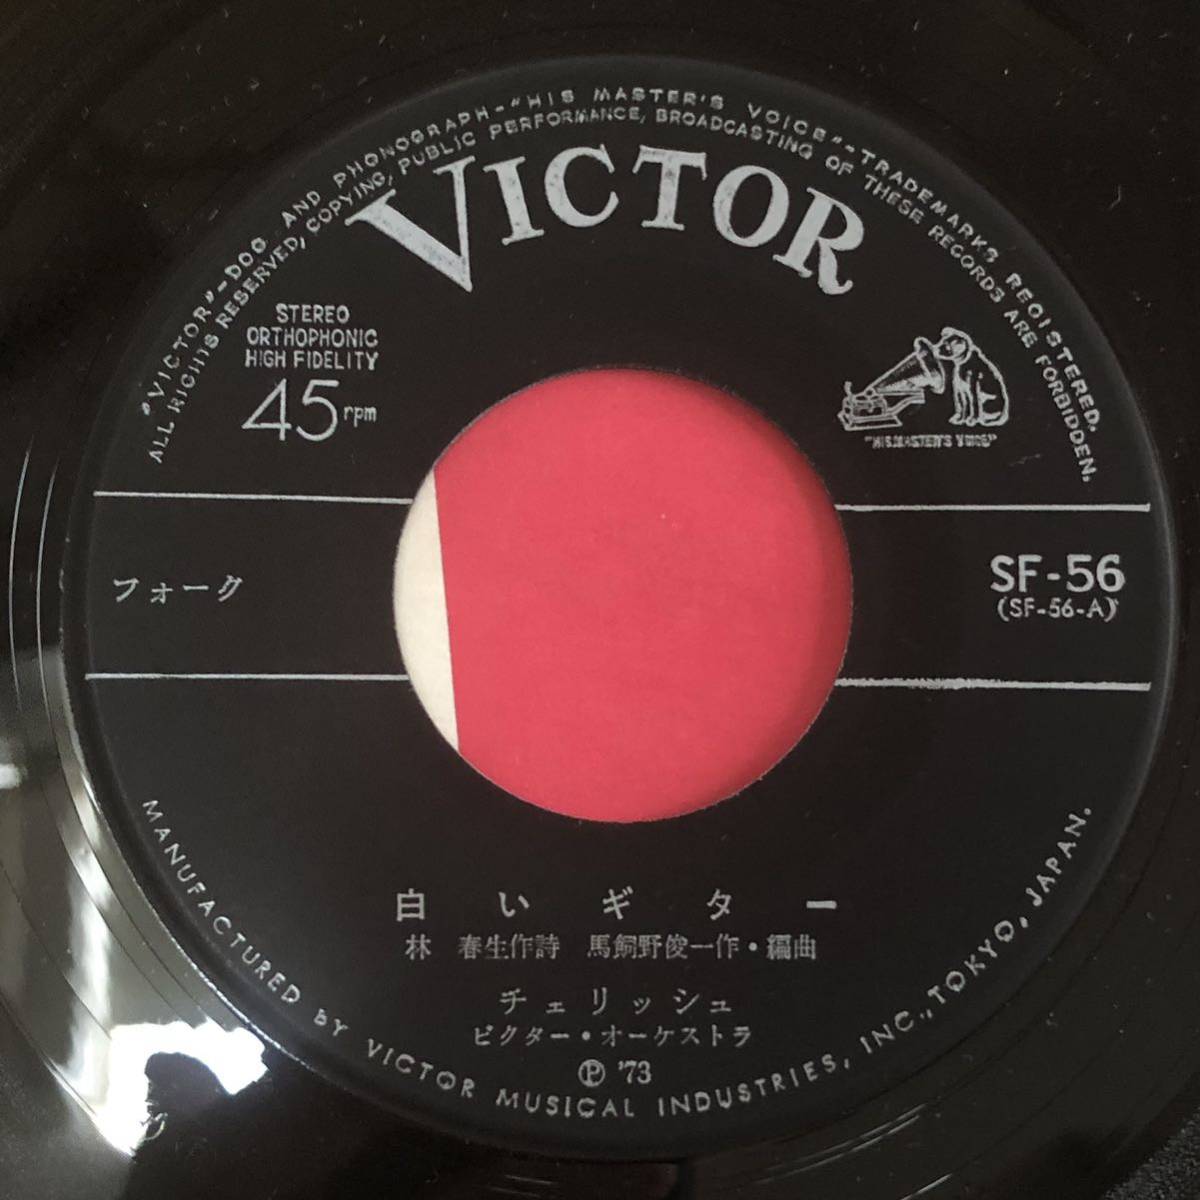 "VICTOR"-DOG AND PHONOGRAPH-"HIS MASTER'S VOICE"-TRADEMARKS REGISTERED.
ALL RIGHTS RESERVED, COPYING, PUBLIC PERFORMANCE, BROADCASTING OF THESE RECORDS ARE FORBIDDEN.
VICTOR
STEREO
ORTHOPHONIC
HIGH FIDELITY
45 rpm
"HIS MASTER'S VOICE"
フォーク
SF-56
(SF-56-A)
白いギター
林 春生作詩 馬飼野俊一作・編曲
チェリッシュ
ビクター・オーケストラ
Ⓟ '73
MANUFACTURED BY VICTOR MUSICAL INDUSTRIES, INC., TOKYO, JAPAN.